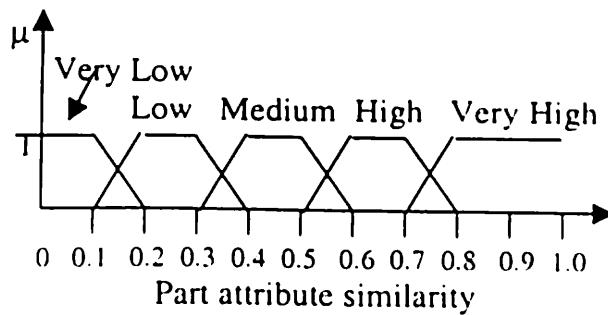 μ
Very Low
Low Medium High Very High
1
0 0.1 0.2 0.3 0.4 0.5 0.6 0.7 0.8 0.9 1.0
Part attribute similarity